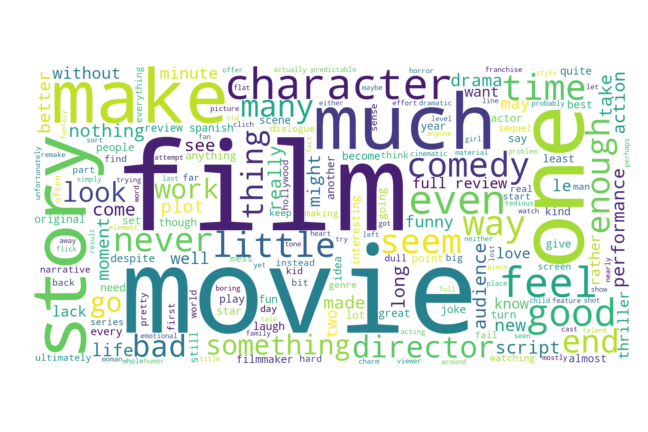 film
movie
make
much
one
story
character
time
even
comedy
way
enough
seem
feel
good
little
never
something
director
bad
end
many
thing
work
look
go
without
minute
quite
drama
want
may
take
action
better
nothing
review spanish
see
anything
really
might
another
full review
funny
le
man
least
year
actor
sequel
say
best
performance
rather
thriller
come
plot
moment
despite
well
long
audience
know
new
love
script
life
lack
every
made
two
idea
interesting
great
joke
laugh
fun
day
star
play
still
filmmaker
hard
almost
watching
fail
turn
give
kind
real
start
become
think
point
big
dull
lot
kid
instead
mess
world
first
pretty
series
narrative
original
part
people
find
set
though
far
last
trying
attempt
simply
often
back
need
away
flick
result
unfortunately
remake
everything
picture
old
flat
offer
actually predictable
maybe
either
horror
effort
dramatic
line
franchise
style
probably
let
perhaps
nearly
scene
dialogue
hollywood
keep
making
going
got
sense
level
girl
anyone
cinematic
material
problem
tedious
watch
screen
neither
piece
place
lost
child
feature
shot
show
cast
talent
mostly
seen
acting
around
viewer
charm
full
genre
try
heart
tone
yet
boring
tale
family
title
emotional
woman
whole
humor
ultimately
element
fan
word
sort
fact
left